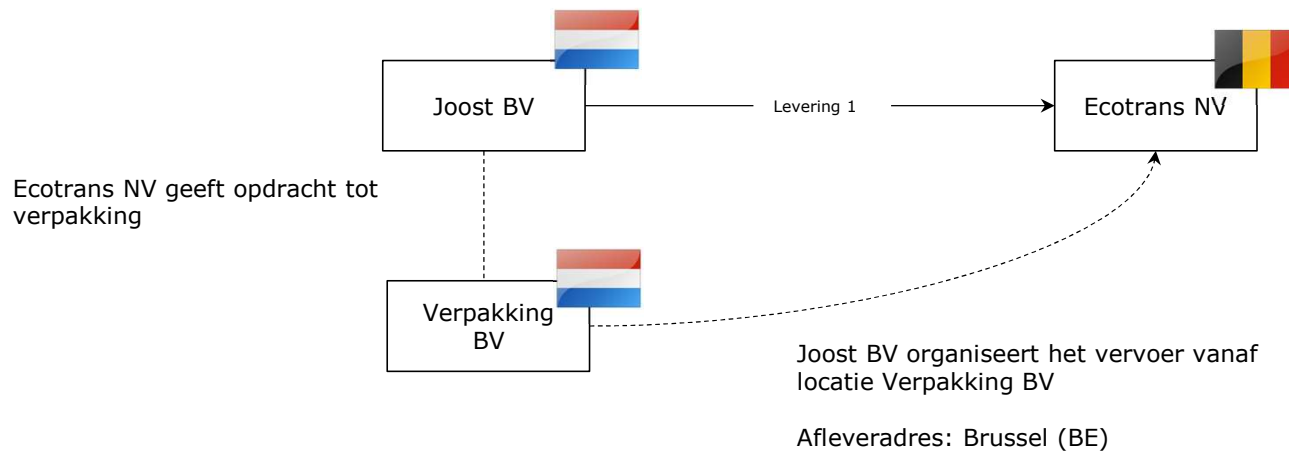 Joost BV
Levering 1
Ecotrans NV
Ecotrans NV geeft opdracht tot
verpakking
Verpakking
BV
Joost BV organiseert het vervoer vanaf
locatie Verpakking BV
Afleveradres: Brussel (BE)